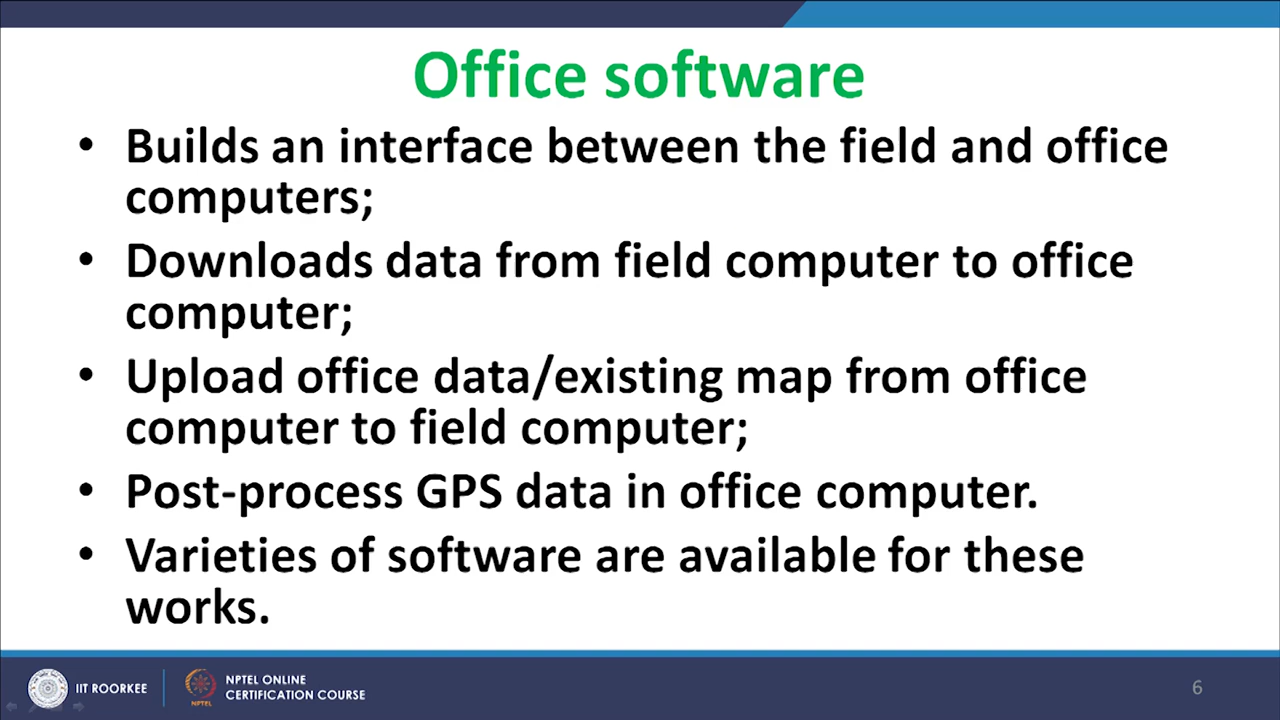 Office software
• Builds an interface between the field and office
computers;
• Downloads data from field computer to office
computer;
• Upload office data/existing map from office
computer to field computer;
• Post-process GPS data in office computer.
• Varieties of software are available for these
works.
IIT ROORKEE
NPTEL
NPTEL ONLINE
CERTIFICATION COURSE
6